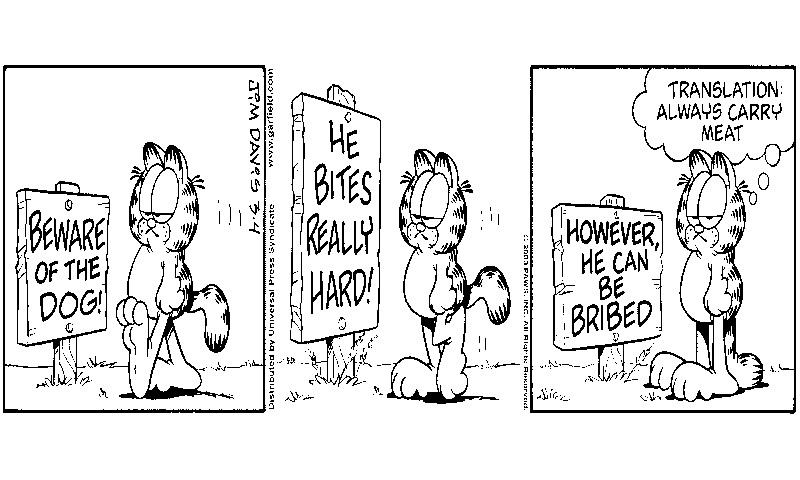 BEWARE
OF THE
DOG!
JIM DAVIS 3.4
Distributed by Universal Press Syndicate
www.garfield.com
HE
BITES
REALLY
HARD!
© 2003 PAWS, INC. All Rights Reserved.
TRANSLATION:
ALWAYS CARRY
MEAT
HOWEVER,
HE CAN
BE
BRIBED